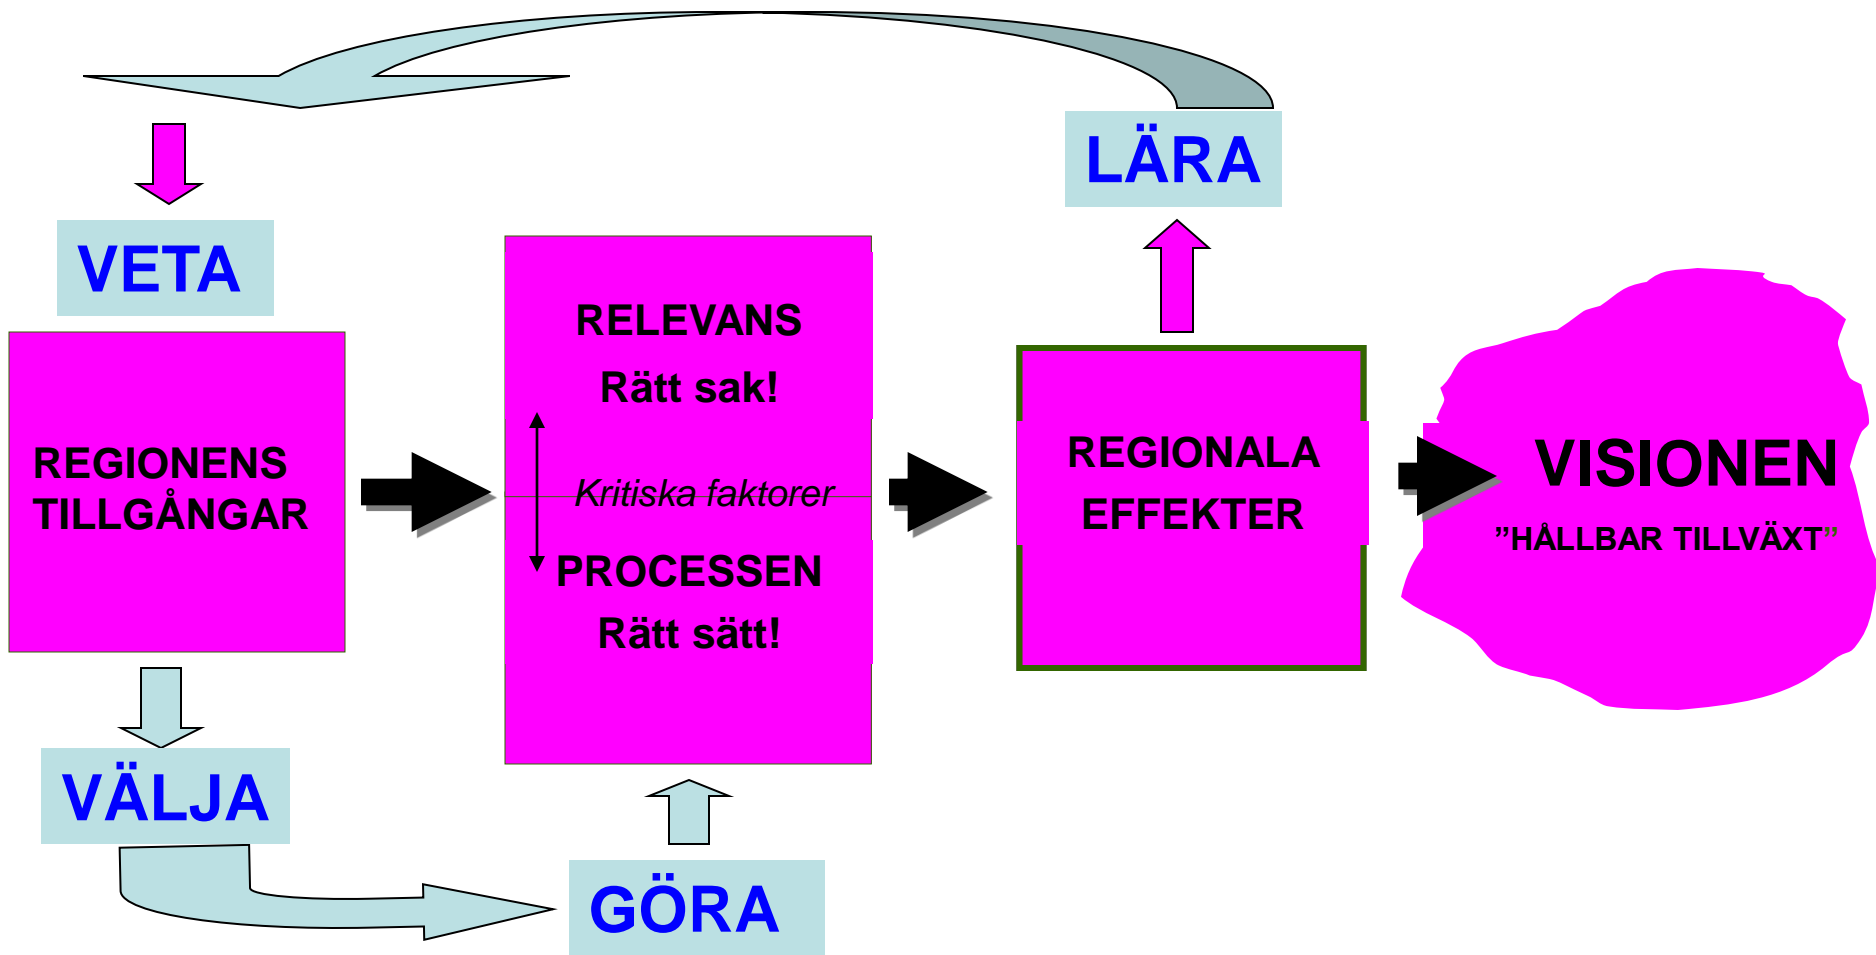 LÄRA
VETA
REGIONENS
TILLGÅNGAR
RELEVANS
Rätt sak!
Kritiska faktorer
PROCESSEN
Rätt sätt!
REGIONALA
EFFEKTER
VISIONEN
”HÅLLBAR TILLVÄXT”
VÄLJA
GÖRA